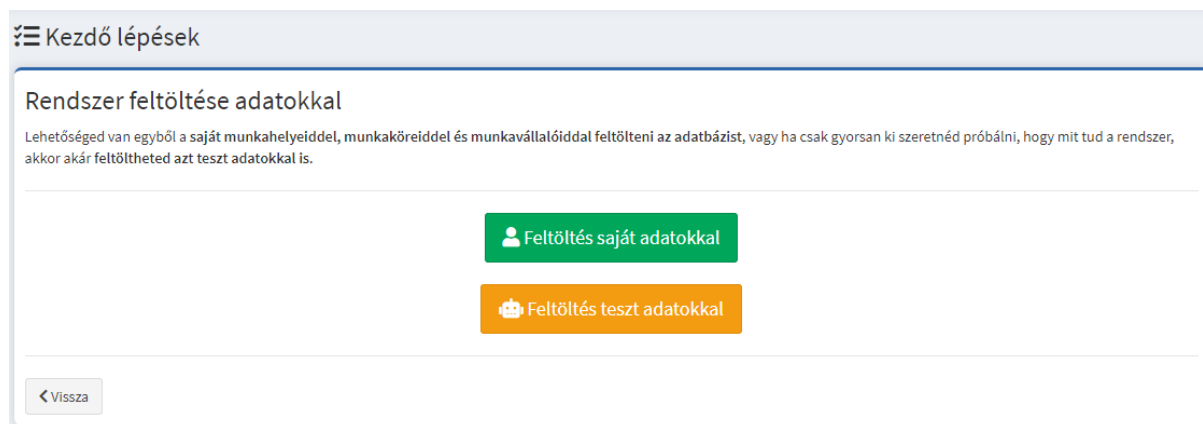 Kezdő lépések
Rendszer feltöltése adatokkal
Lehetőséged van egyből a saját munkahelyeiddel, munkaköreiddel és munkavállalóiddal feltölteni az adatbázist, vagy ha csak gyorsan ki szeretnéd próbálni, hogy mit tud a rendszer,
akkor akár feltöltheted azt teszt adatokkal is.
Feltöltés saját adatokkal
Feltöltés teszt adatokkal
Vissza